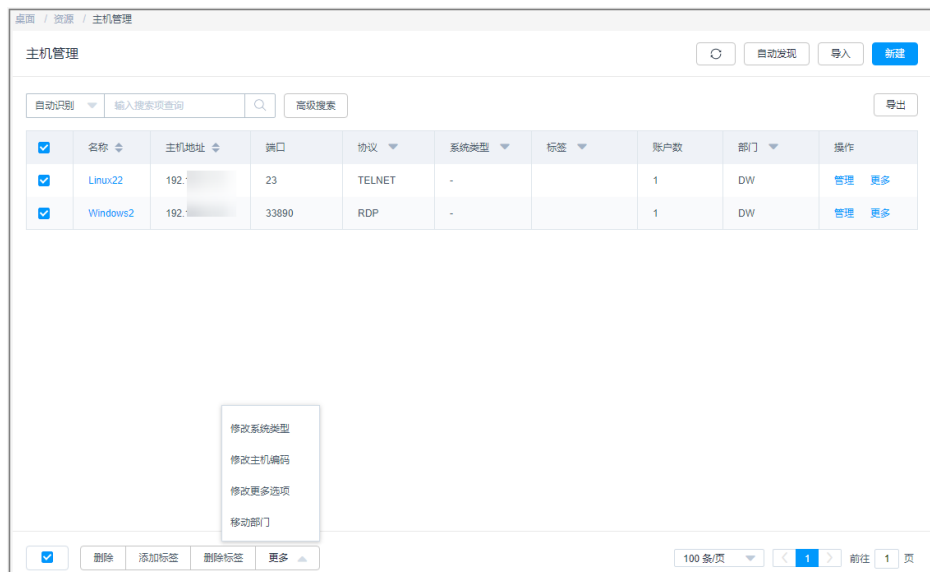 桌面 / 资源 / 主机管理
主机管理 自动发现 导入 新建
自动识别 输入搜索项查询 高级搜索 导出
名称 主机地址 端口 协议 系统类型 标签 账户数 部门 操作
Linux22 192. 23 TELNET - 1 DW 管理 更多
Windows2 192. 33890 RDP - 1 DW 管理 更多
修改系统类型
修改主机编码
修改更多选项
移动部门
删除 添加标签 删除标签 更多 100 条/页 1 前往 1 页